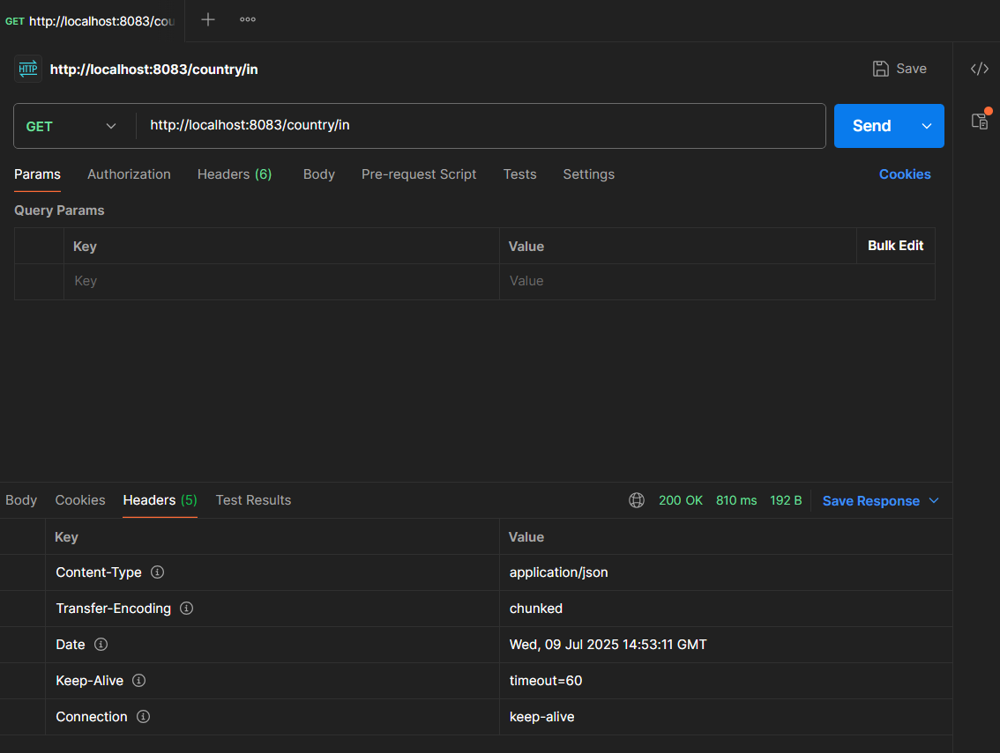 GET http://localhost:8083/cou
HTTP http://localhost:8083/country/in Save
GET http://localhost:8083/country/in Send
Params Authorization Headers (6) Body Pre-request Script Tests Settings Cookies
Query Params
Key Value Bulk Edit
Key Value
Body Cookies Headers (5) Test Results 200 OK 810 ms 192 B Save Response
Key Value
Content-Type application/json
Transfer-Encoding chunked
Date Wed, 09 Jul 2025 14:53:11 GMT
Keep-Alive timeout=60
Connection keep-alive